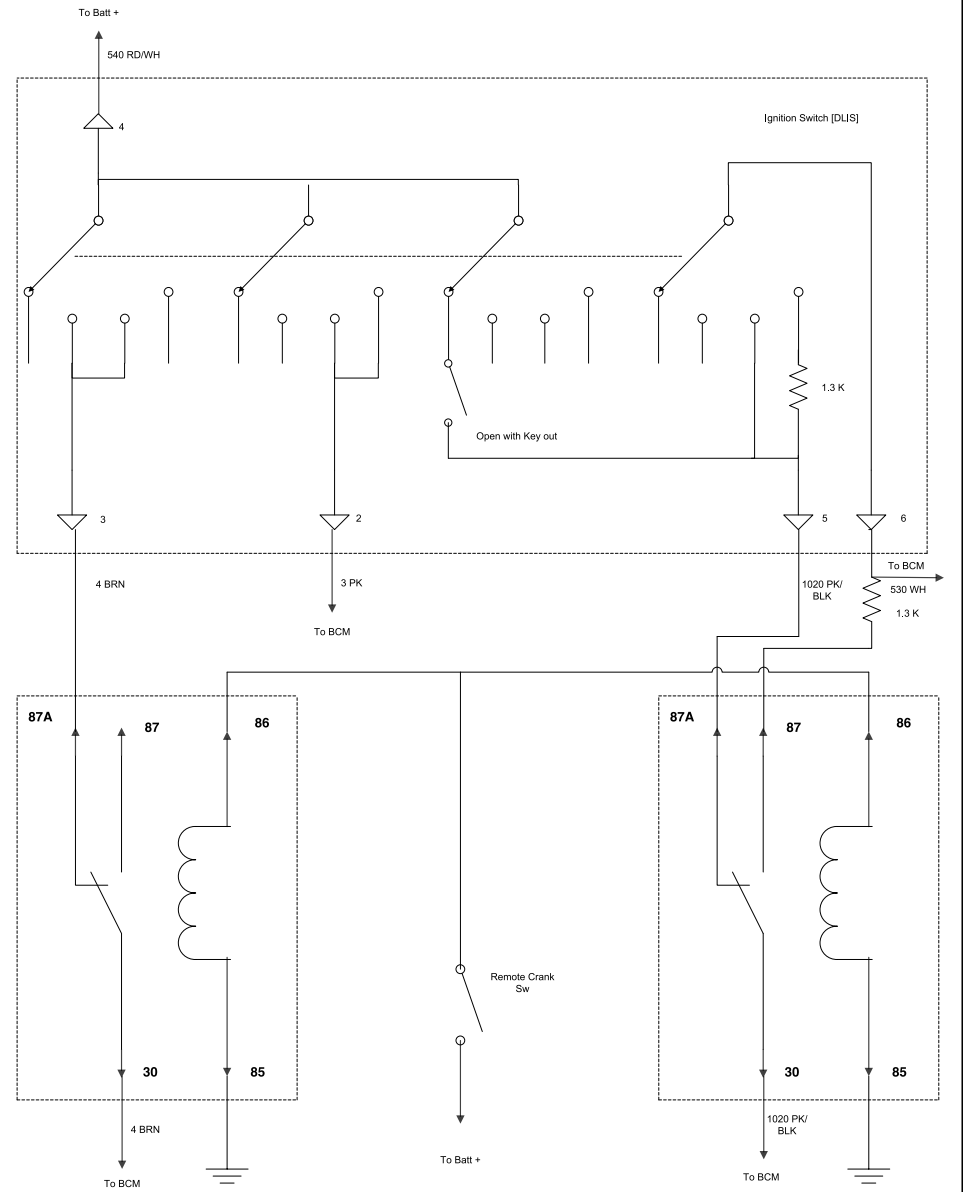 To Batt +
540 RD/WH
4
Ignition Switch [DLIS]
1.3 K
Open with Key out
3
2
5
6
4 BRN
3 PK
1020 PK/
BLK
To BCM
530 WH
1.3 K
To BCM
87A
87
86
87A
87
86
Remote Crank
Sw
30
85
30
85
4 BRN
1020 PK/
BLK
To Batt +
To BCM
To BCM